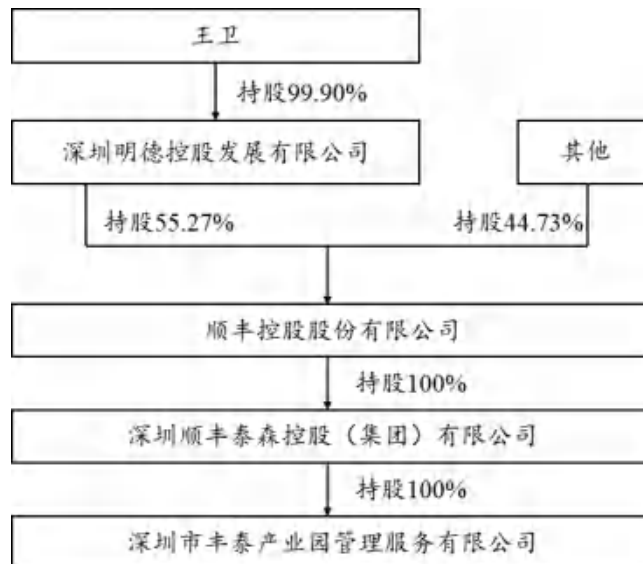 王卫
持股99.90%
深圳明德控股发展有限公司
其他
持股55.27%
持股44.73%
顺丰控股股份有限公司
持股100%
深圳顺丰泰森控股（集团）有限公司
持股100%
深圳市丰泰产业园管理服务有限公司